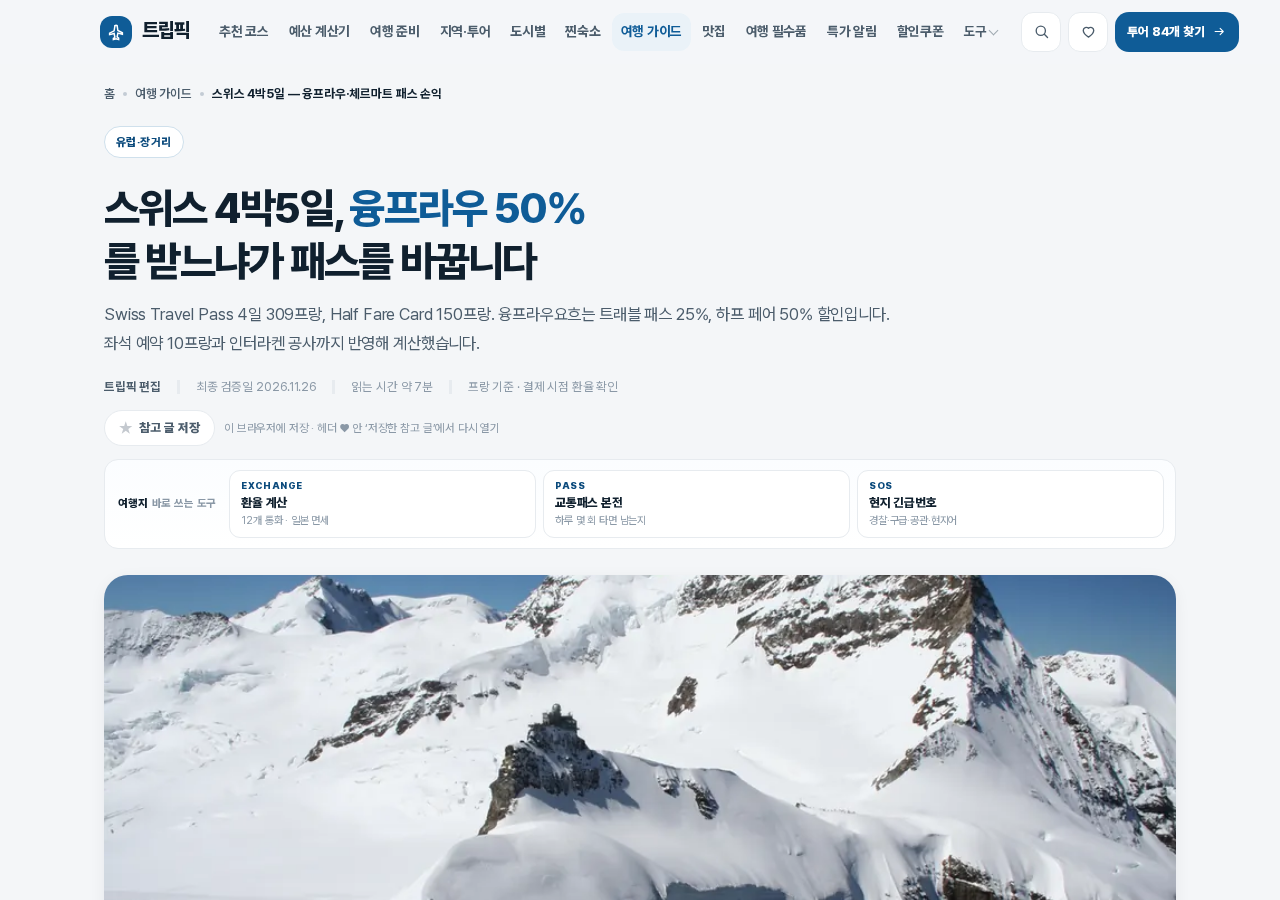 트립픽 추천 코스 예산 계산기 여행 준비 지역·투어 도시별 찐숙소 여행 가이드 맛집 여행 필수품 특가 알림 할인쿠폰 도구 투어 84개 찾기 →
홈 • 여행 가이드 • 스위스 4박5일 — 융프라우·체르마트 패스 손익
유럽·장거리
스위스 4박5일, 융프라우 50%
를 받느냐가 패스를 바꿉니다
Swiss Travel Pass 4일 309프랑, Half Fare Card 150프랑. 융프라우요흐는 트래블 패스 25%, 하프 페어 50% 할인입니다.
좌석 예약 10프랑과 인터라켄 공사까지 반영해 계산했습니다.
트립픽 편집 | 최종 검증일 2026.11.26 | 읽는 시간 약 7분 | 프랑 기준 · 결제 시점 환율 확인
★ 참고 글 저장 이 브라우저에 저장 · 헤더 ♥ 안 '저장한 참고 글'에서 다시 열기
여행지 바로 쓰는 도구
EXCHANGE
환율 계산
12개 통화 · 일본 면세
PASS
교통패스 본전
하루 몇 회 타면 남는지
SOS
현지 긴급번호
경찰·구급·공관·현지어